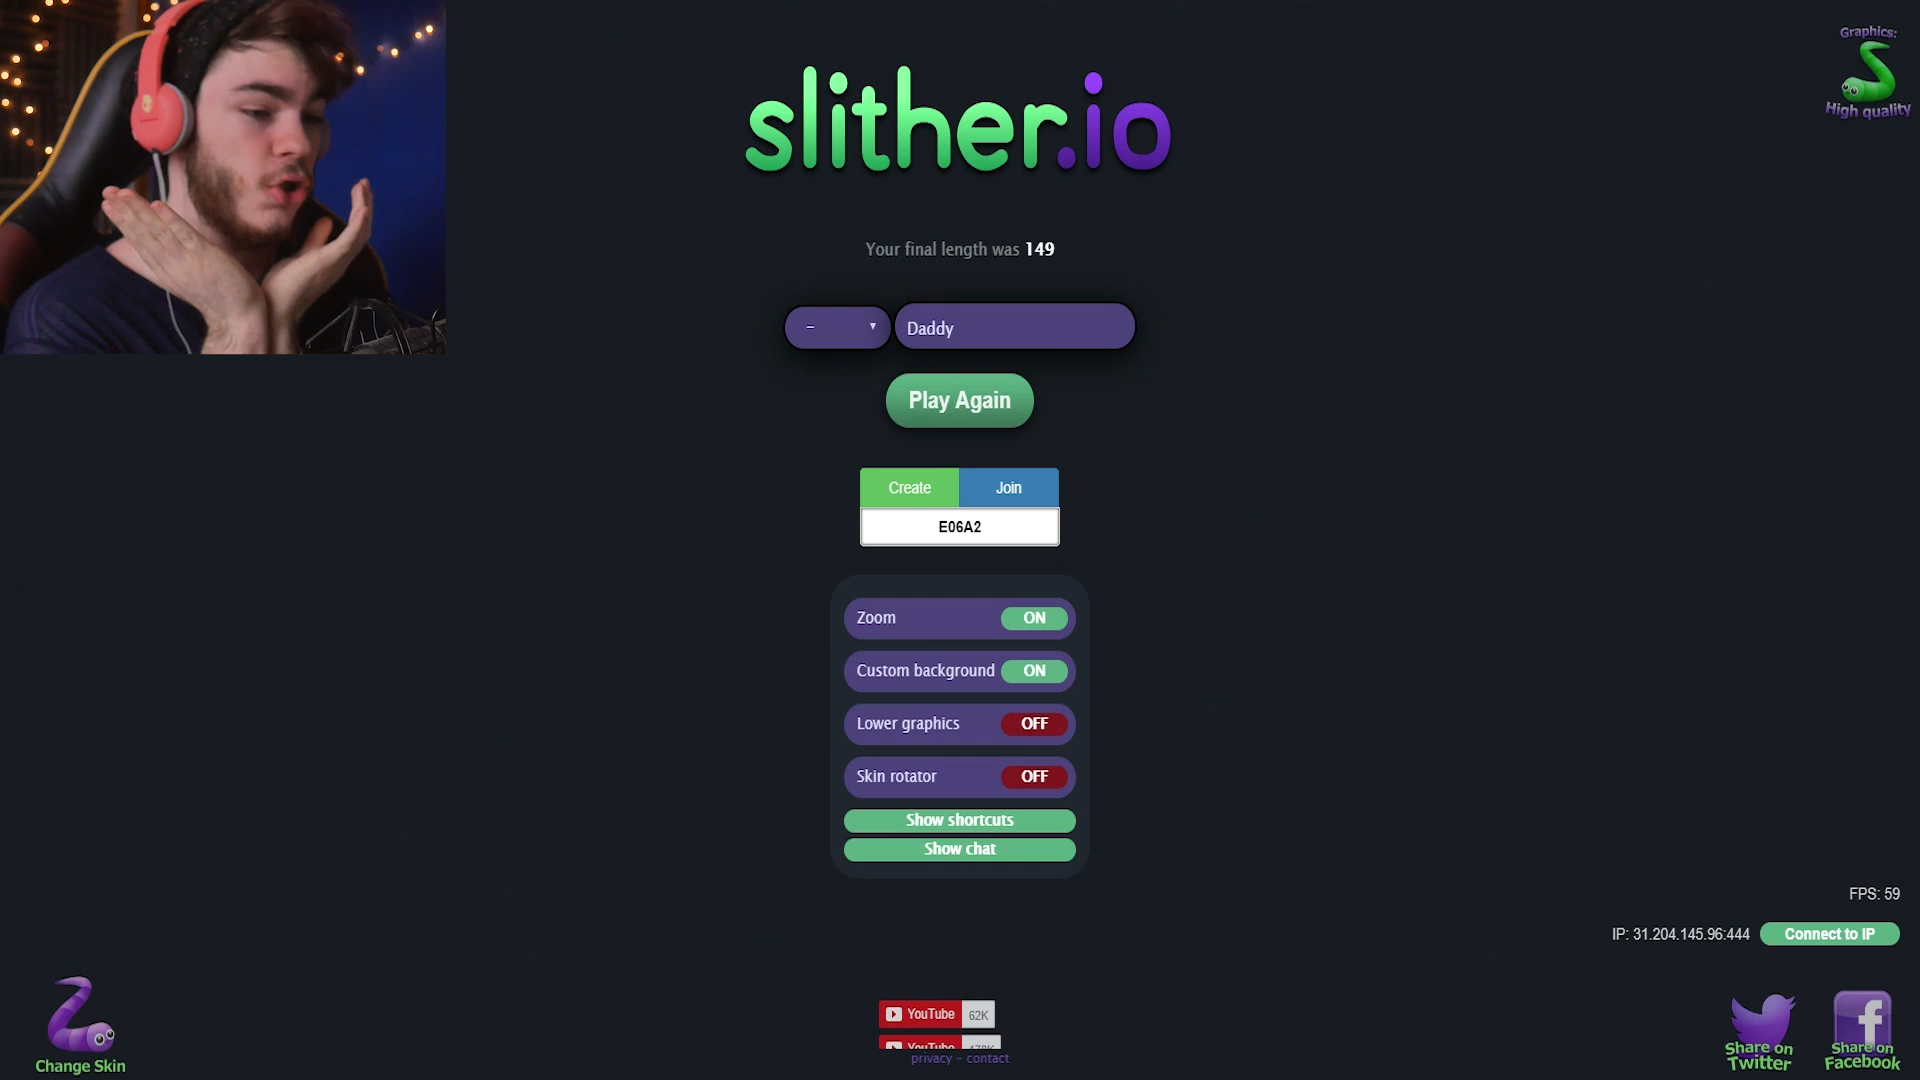 Graphics:
High quality
slither.io
Your final length was 149
– Daddy
Play Again
Create Join
E06A2
Zoom ON
Custom background ON
Lower graphics OFF
Skin rotator OFF
Show shortcuts
Show chat
FPS: 59
IP: 31.204.145.96:444 Connect to IP
Change Skin
YouTube 62K
YouTube
privacy – contact
Share on
Twitter
Share on
Facebook